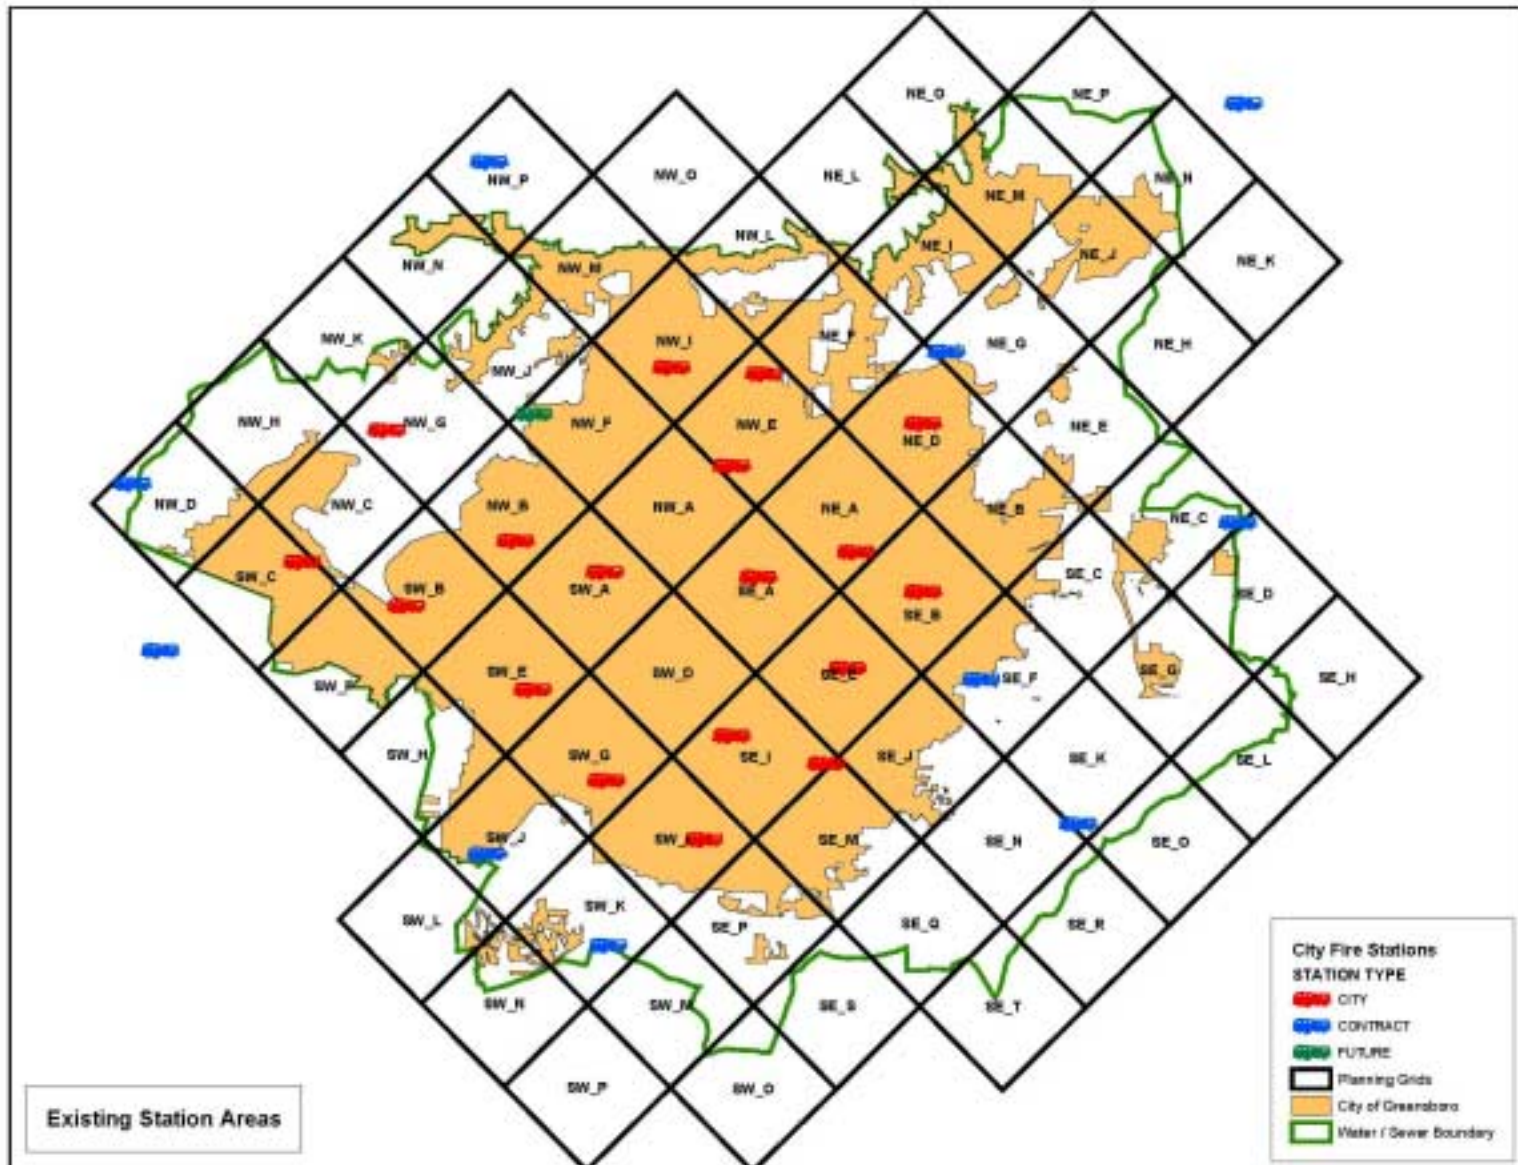 NE_O
NE_P
NW_P
NW_O
NE_L
NE_N
NE_M
NW_L
NE_I
NE_J
NW_N
NW_M
NE_K
NW_K
NW_I
NE_F
NE_G
NE_H
NW_J
NW_H
NW_G
NW_F
NW_E
NE_D
NE_E
NW_D
NW_C
NW_B
NW_A
NE_A
NE_B
NE_C
SW_C
SW_B
SW_A
SE_A
SE_B
SE_C
SE_D
SW_F
SW_E
SW_D
SE_E
SE_F
SE_G
SE_H
SW_H
SW_G
SE_I
SE_J
SE_K
SE_L
SW_J
SE_M
SE_N
SE_O
SW_L
SW_K
SE_P
SE_Q
SE_R
SW_N
SW_M
SE_S
SE_T
SW_P
SW_O
Existing Station Areas
City Fire Stations
STATION TYPE
CITY
CONTRACT
FUTURE
Planning Grids
City of Greensboro
Water / Sewer Boundary